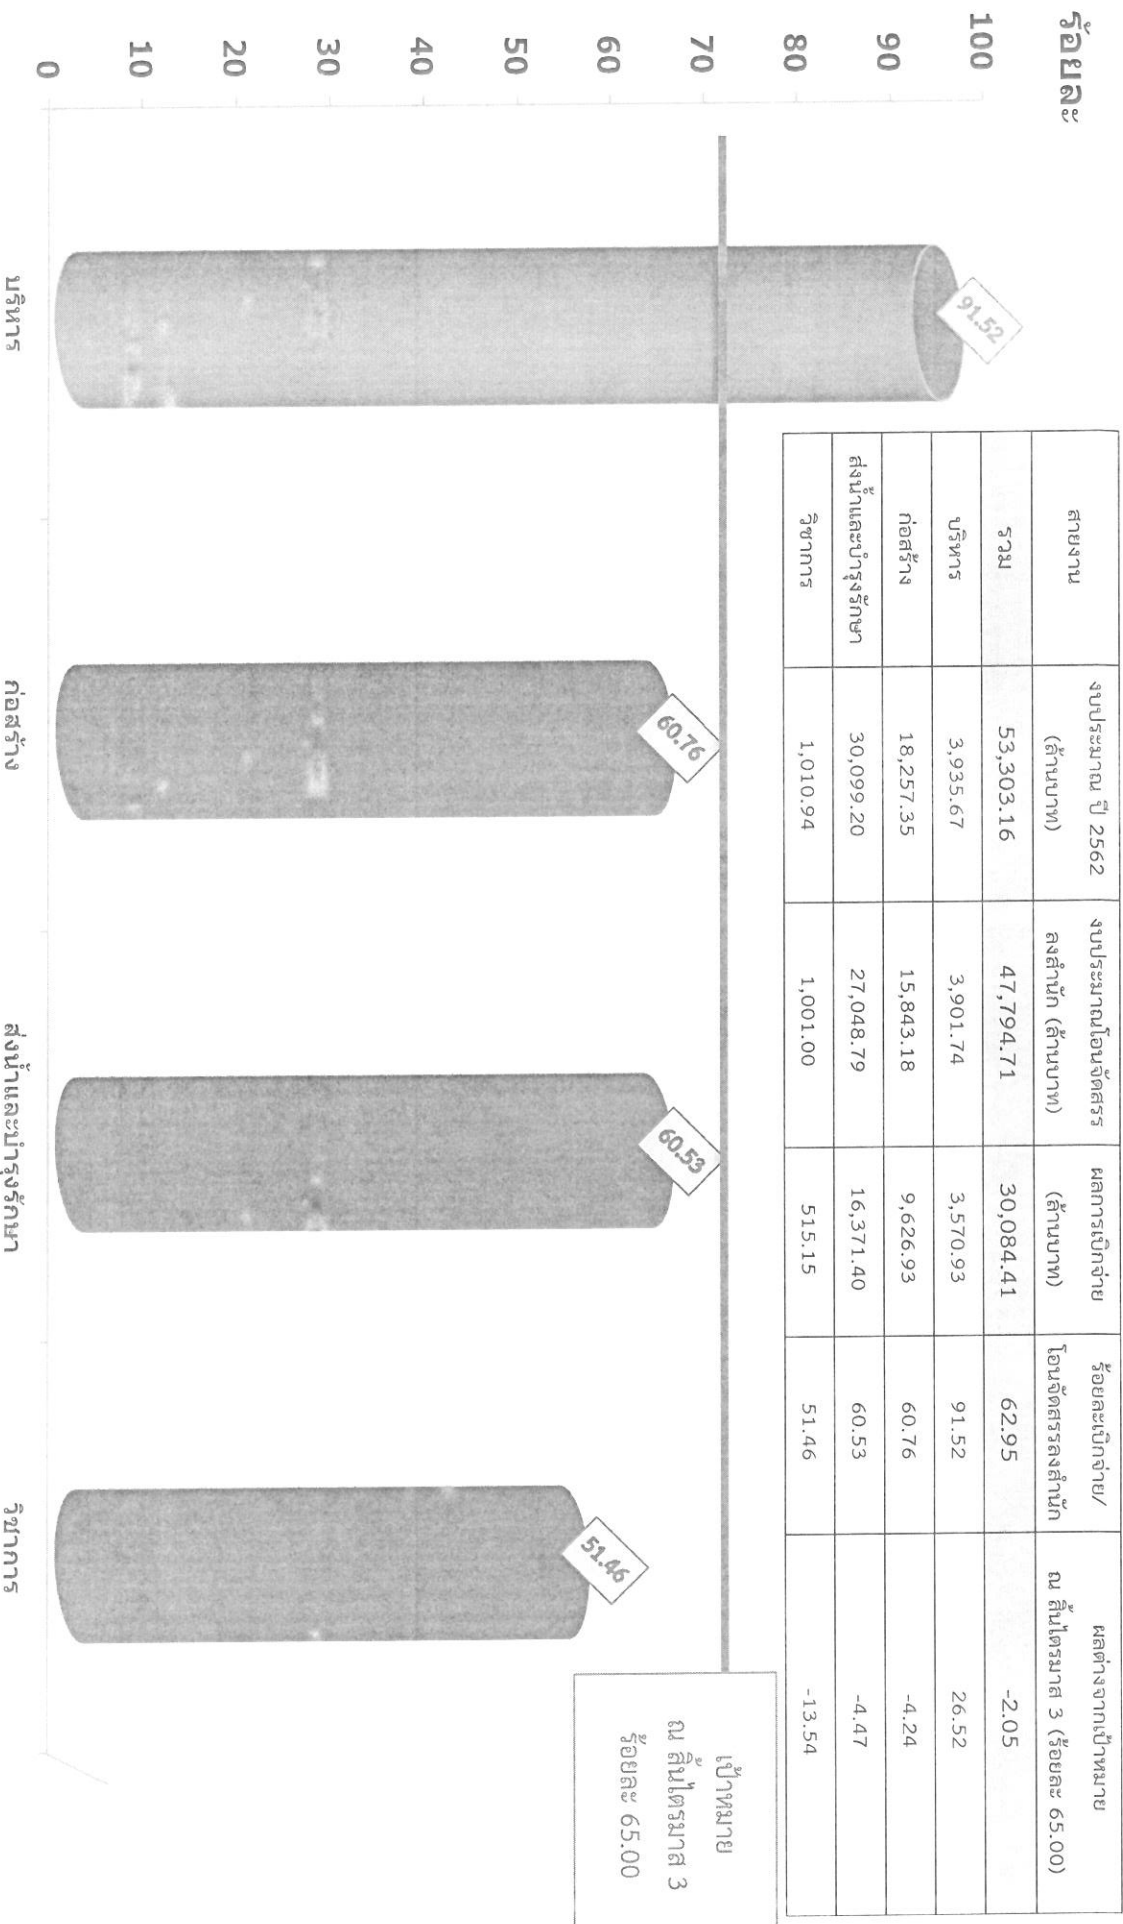 ร้อยละ
100
90
80
70
60
50
40
30
20
10
0
91.52
60.76
60.53
51.46
บริหาร
ก่อสร้าง
ส่งน้ำและบำรุงรักษา
วิชาการ
สายงาน
งบประมาณ ปี 2562
(ล้านบาท)
งบประมาณโอนจัดสรร
ลงสำนัก (ล้านบาท)
ผลการเบิกจ่าย
(ล้านบาท)
ร้อยละเบิกจ่าย/
โอนจัดสรรลงสำนัก
ผลต่างจากเป้าหมาย
ณ สิ้นไตรมาส 3 (ร้อยละ 65.00)
รวม 53,303.16 47,794.71 30,084.41 62.95 -2.05
บริหาร 3,935.67 3,901.74 3,570.93 91.52 26.52
ก่อสร้าง 18,257.35 15,843.18 9,626.93 60.76 -4.24
ส่งน้ำและบำรุงรักษา 30,099.20 27,048.79 16,371.40 60.53 -4.47
วิชาการ 1,010.94 1,001.00 515.15 51.46 -13.54
เป้าหมาย
ณ สิ้นไตรมาส 3
ร้อยละ 65.00